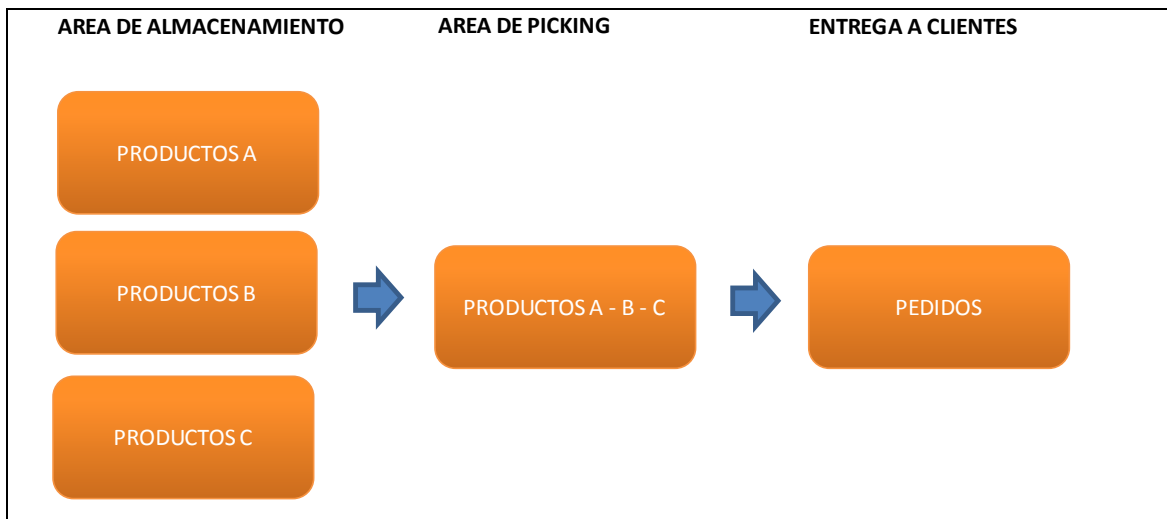 AREA DE ALMACENAMIENTO
AREA DE PICKING
ENTREGA A CLIENTES
PRODUCTOS A
PRODUCTOS B
PRODUCTOS A - B - C
PEDIDOS
PRODUCTOS C